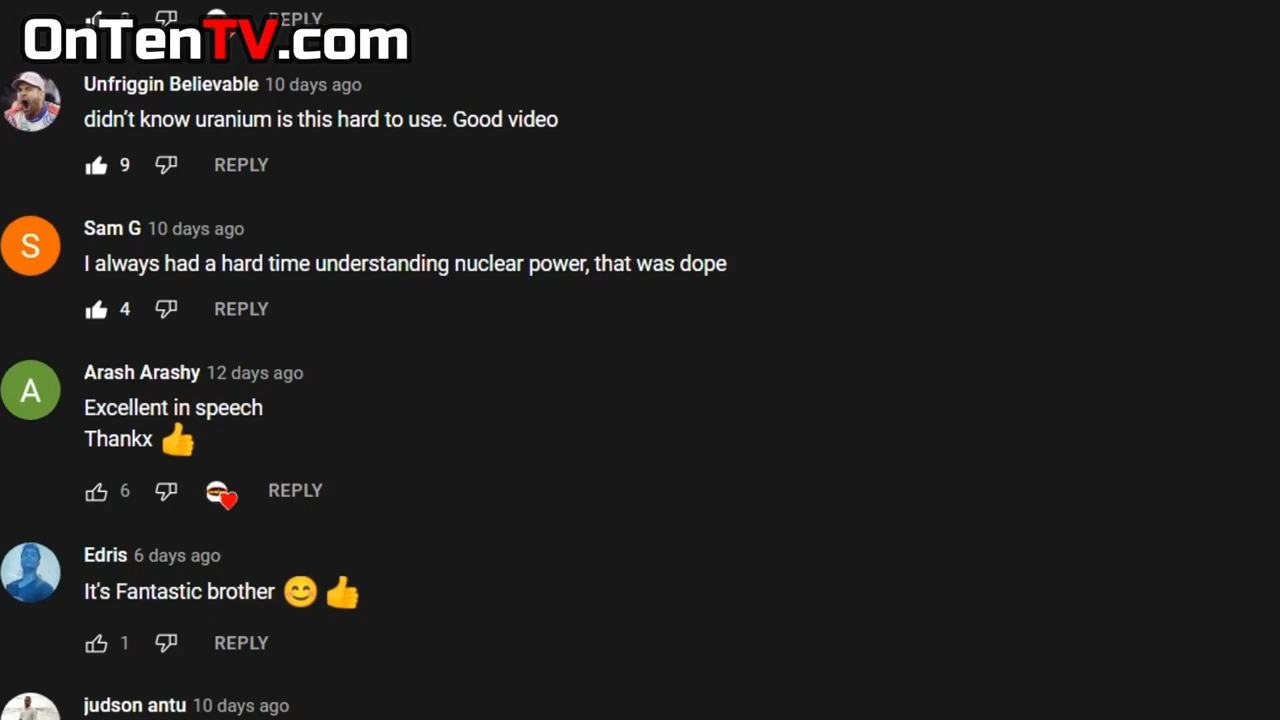 OnTenTV.com
REPLY
Unfriggin Believable 10 days ago
didn’t know uranium is this hard to use. Good video
9 REPLY
S
Sam G 10 days ago
I always had a hard time understanding nuclear power, that was dope
4 REPLY
A
Arash Arashy 12 days ago
Excellent in speech
Thankx 👍
6 REPLY
Edris 6 days ago
It's Fantastic brother 😊 👍
1 REPLY
judson antu 10 days ago